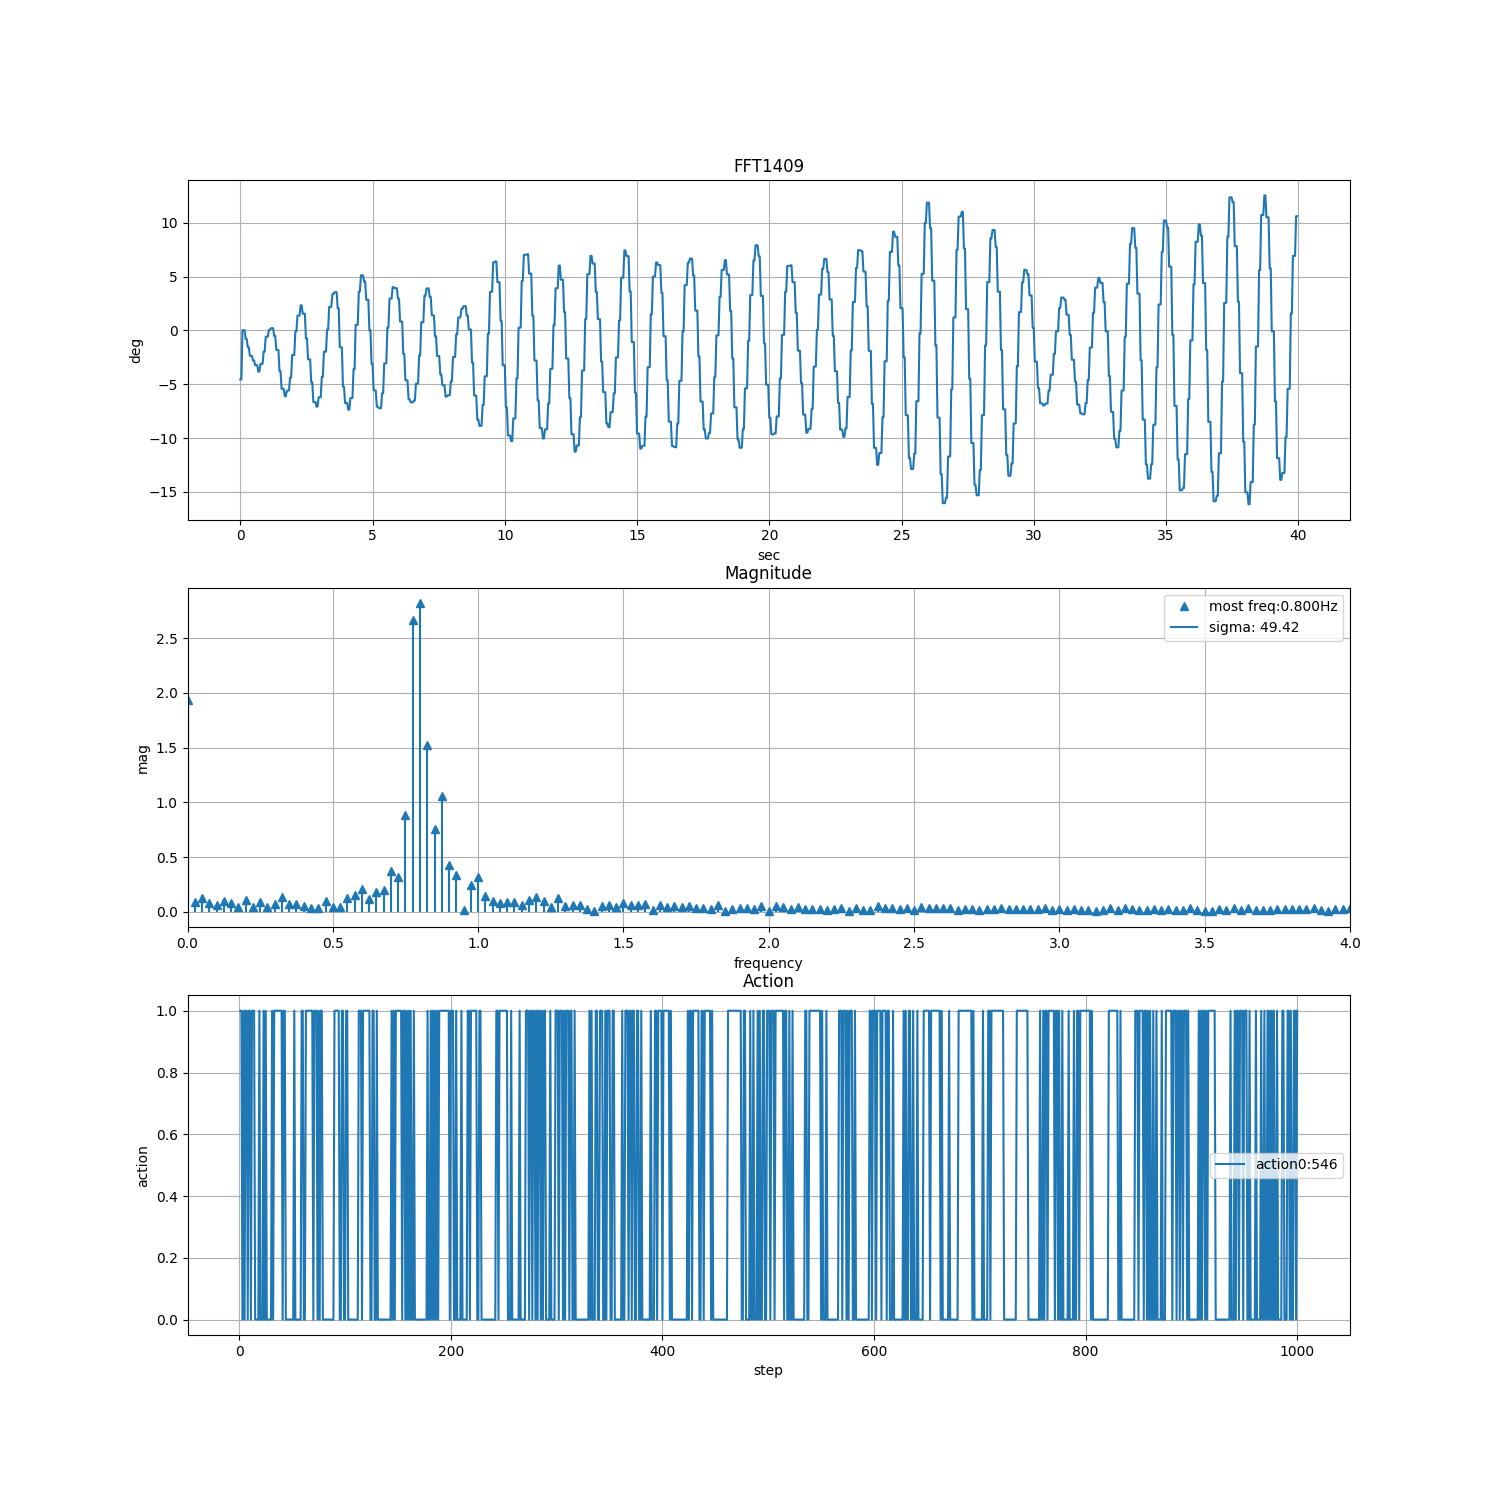 FFT1409
10
5
0
−5
−10
−15
deg
0 5 10 15 20 25 30 35 40
sec
Magnitude
most freq:0.800Hz
sigma: 49.42
2.5
2.0
1.5
1.0
0.5
0.0
mag
0.0 0.5 1.0 1.5 2.0 2.5 3.0 3.5 4.0
frequency
Action
1.0
0.8
0.6
0.4
0.2
0.0
action
action0:546
0 200 400 600 800 1000
step